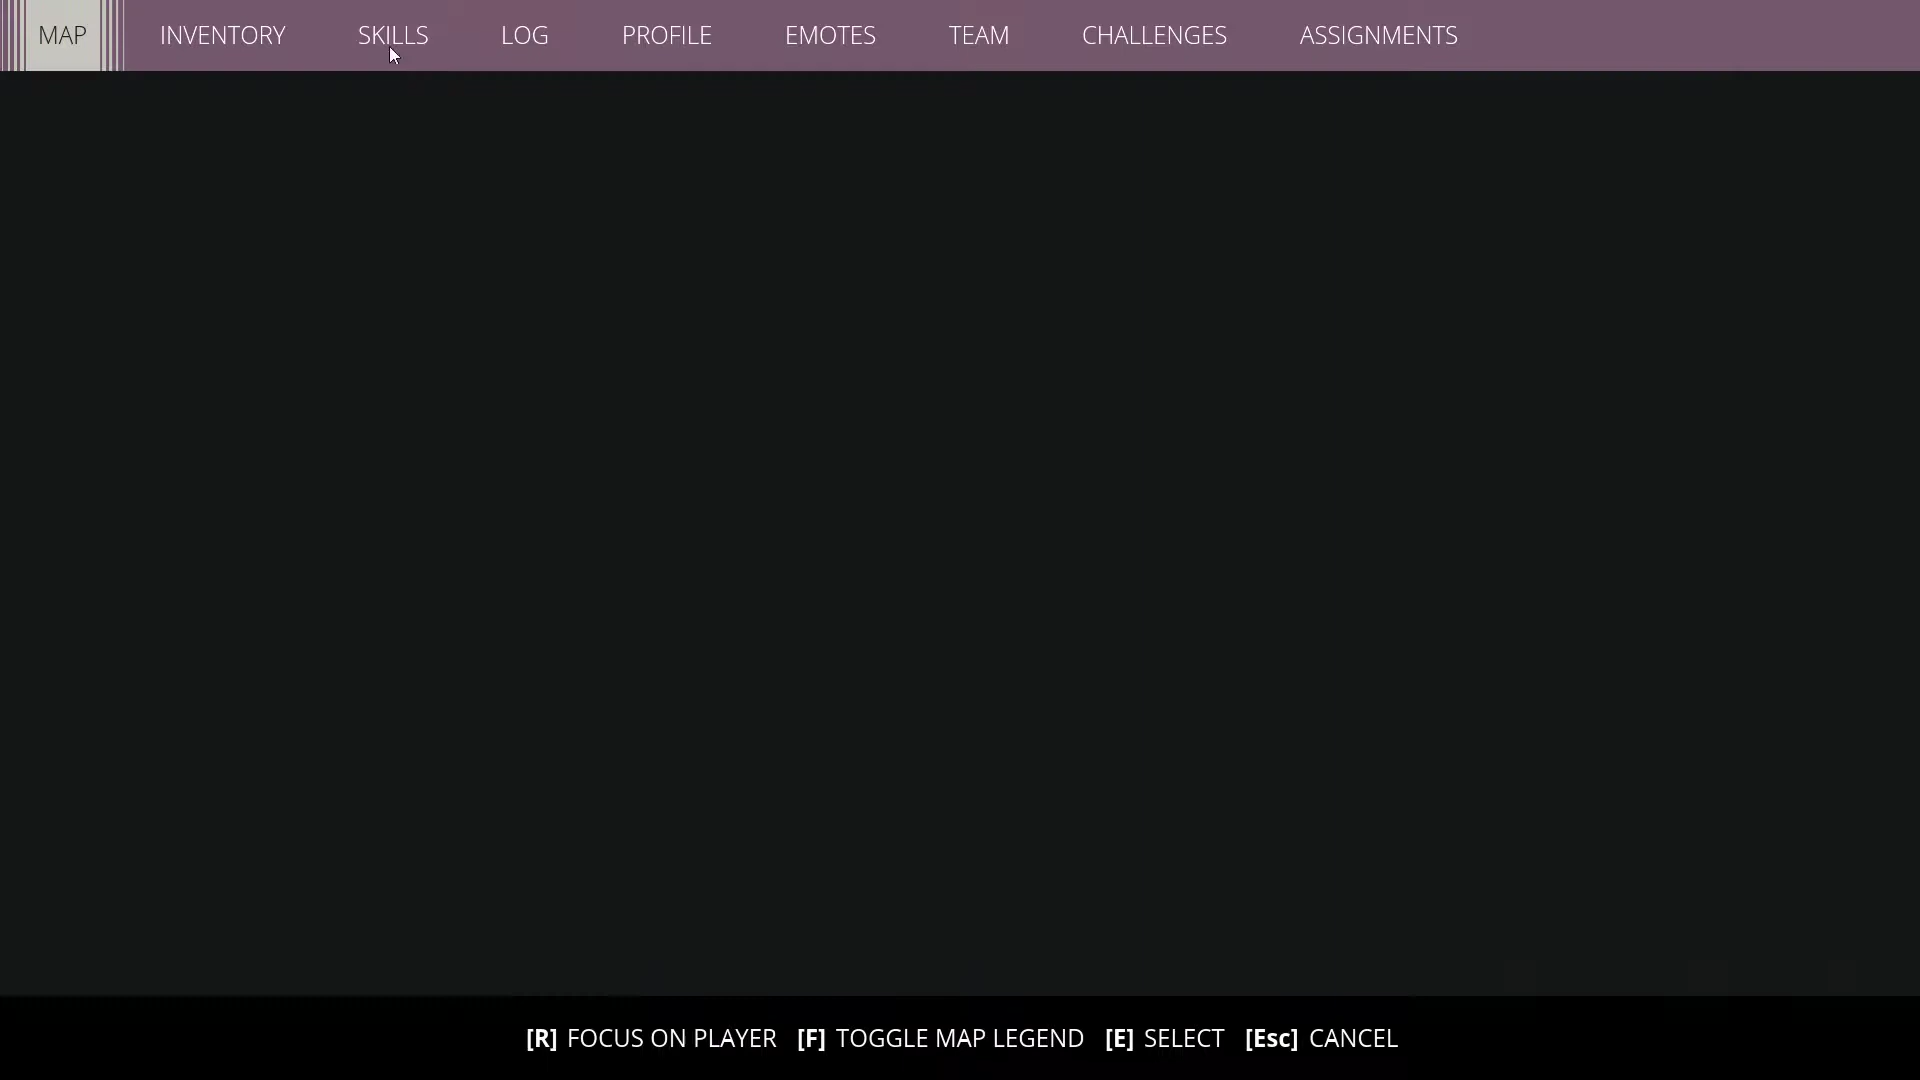 MAP INVENTORY SKILLS LOG PROFILE EMOTES TEAM CHALLENGES ASSIGNMENTS
[R] FOCUS ON PLAYER [F] TOGGLE MAP LEGEND [E] SELECT [Esc] CANCEL